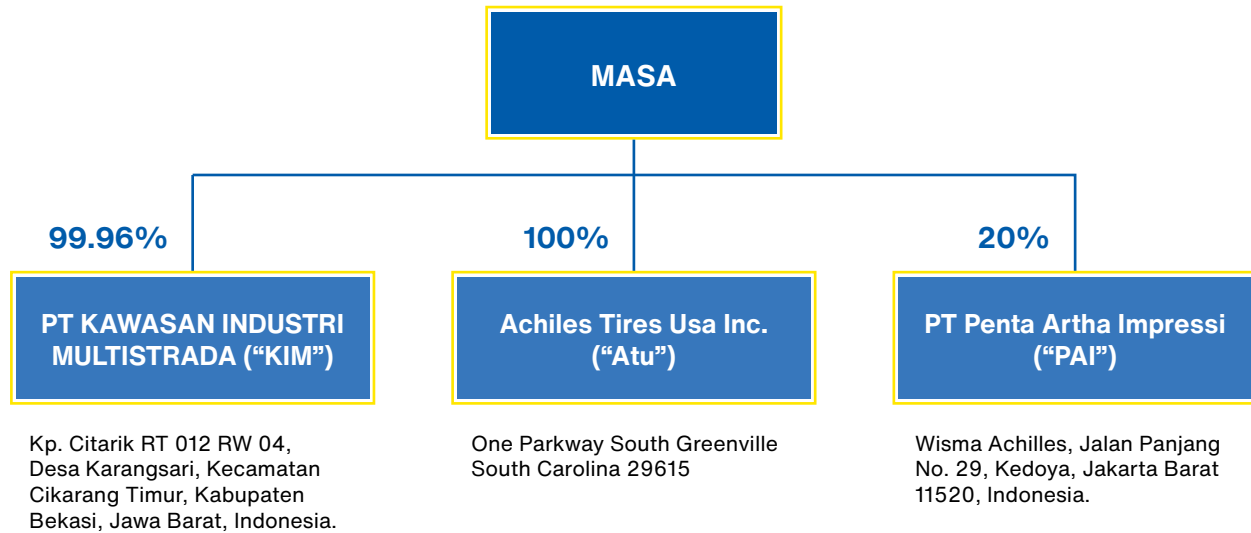 MASA
99.96%
100%
20%
PT KAWASAN INDUSTRI
MULTISTRADA (“KIM”)
Achiles Tires Usa Inc.
(“Atu”)
PT Penta Artha Impressi
(“PAI”)
Kp. Citarik RT 012 RW 04,
Desa Karangsari, Kecamatan
Cikarang Timur, Kabupaten
Bekasi, Jawa Barat, Indonesia.
One Parkway South Greenville
South Carolina 29615
Wisma Achilles, Jalan Panjang
No. 29, Kedoya, Jakarta Barat
11520, Indonesia.